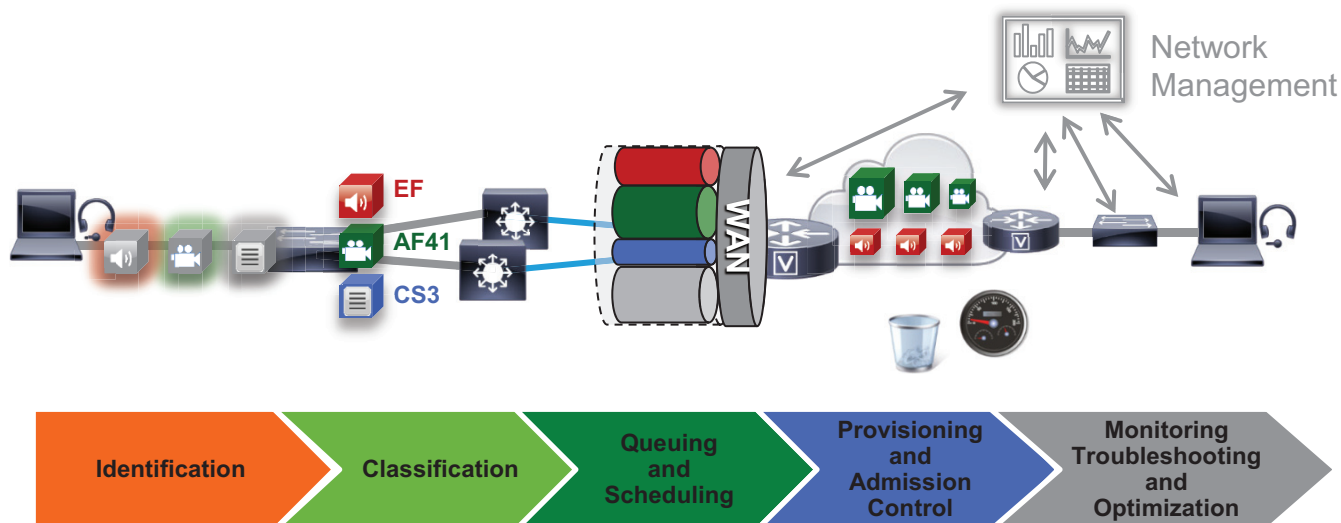 Network
Management
EF
AF41
CS3
WAN
V
V
Identification
Classification
Queuing
and
Scheduling
Provisioning
and
Admission
Control
Monitoring
Troubleshooting
and
Optimization